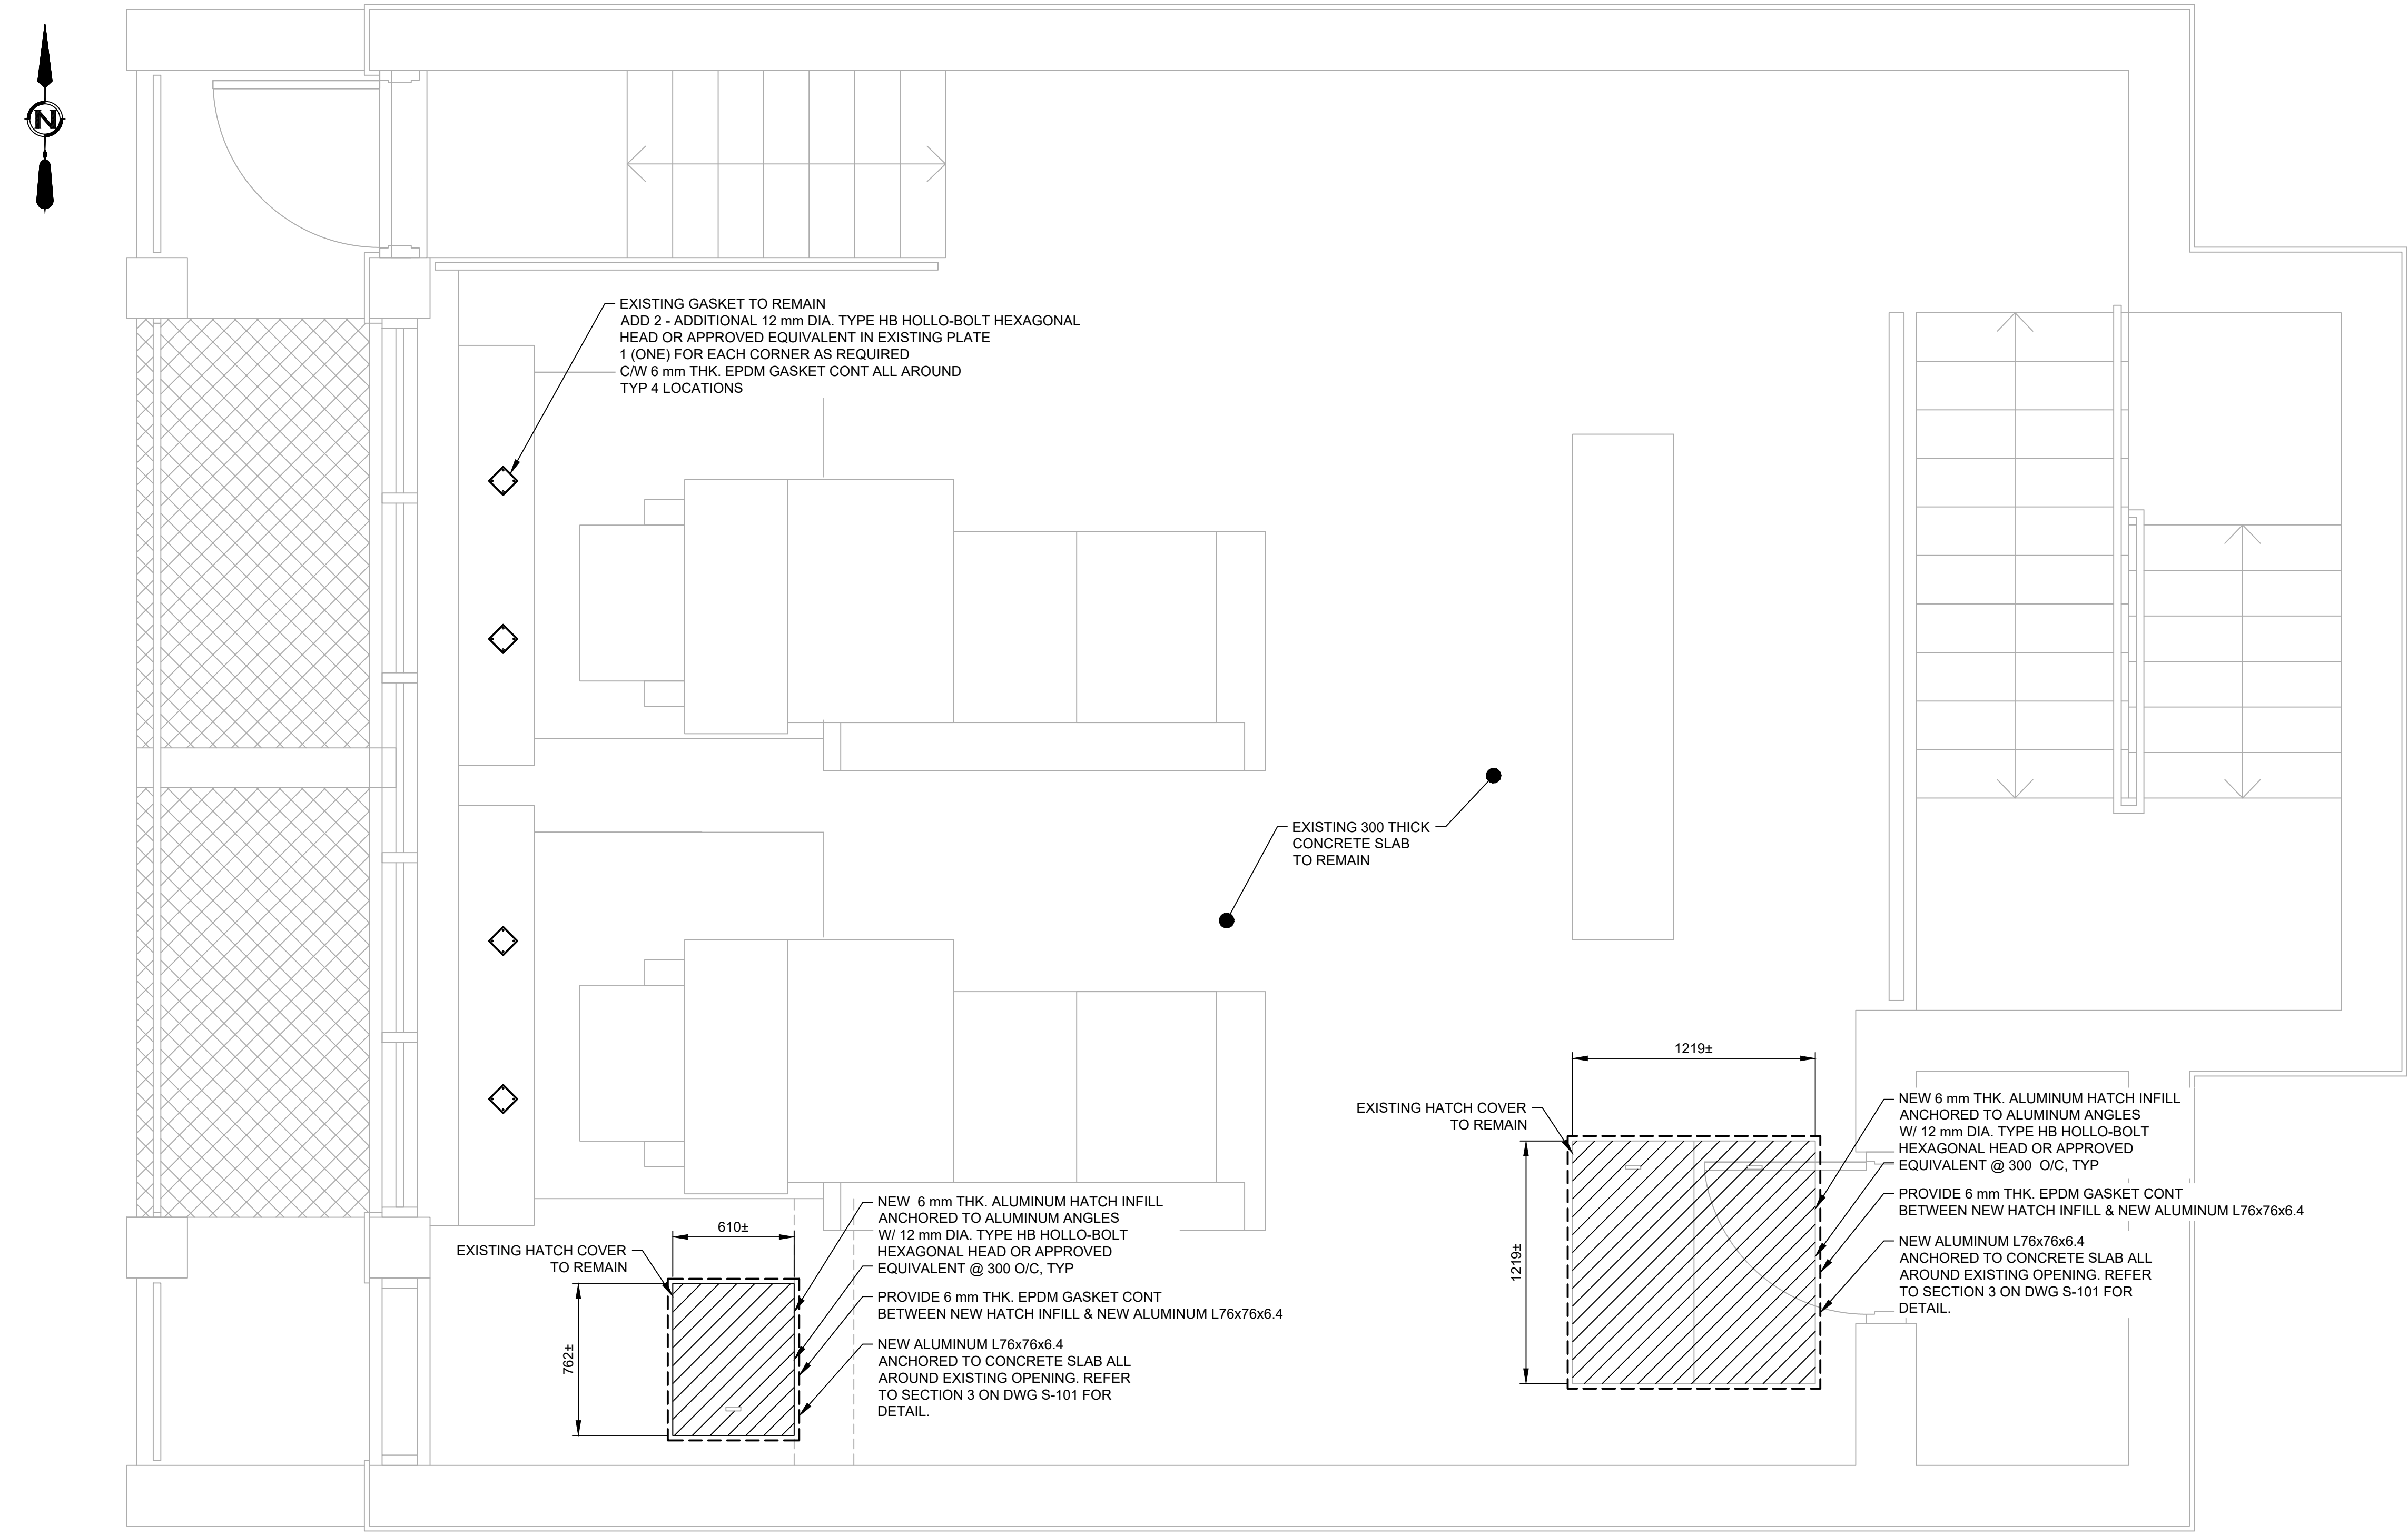 N
EXISTING GASKET TO REMAIN
ADD 2 - ADDITIONAL 12 mm DIA. TYPE HB HOLLO-BOLT HEXAGONAL
HEAD OR APPROVED EQUIVALENT IN EXISTING PLATE
1 (ONE) FOR EACH CORNER AS REQUIRED
C/W 6 mm THK. EPDM GASKET CONT ALL AROUND
TYP 4 LOCATIONS
EXISTING 300 THICK
CONCRETE SLAB
TO REMAIN
1219±
EXISTING HATCH COVER
TO REMAIN
1219±
NEW 6 mm THK. ALUMINUM HATCH INFILL
ANCHORED TO ALUMINUM ANGLES
W/ 12 mm DIA. TYPE HB HOLLO-BOLT
HEXAGONAL HEAD OR APPROVED
EQUIVALENT @ 300 O/C, TYP
PROVIDE 6 mm THK. EPDM GASKET CONT
BETWEEN NEW HATCH INFILL & NEW ALUMINUM L76x76x6.4
NEW ALUMINUM L76x76x6.4
ANCHORED TO CONCRETE SLAB ALL
AROUND EXISTING OPENING. REFER
TO SECTION 3 ON DWG S-101 FOR
DETAIL.
610±
EXISTING HATCH COVER
TO REMAIN
762±
NEW 6 mm THK. ALUMINUM HATCH INFILL
ANCHORED TO ALUMINUM ANGLES
W/ 12 mm DIA. TYPE HB HOLLO-BOLT
HEXAGONAL HEAD OR APPROVED
EQUIVALENT @ 300 O/C, TYP
PROVIDE 6 mm THK. EPDM GASKET CONT
BETWEEN NEW HATCH INFILL & NEW ALUMINUM L76x76x6.4
NEW ALUMINUM L76x76x6.4
ANCHORED TO CONCRETE SLAB ALL
AROUND EXISTING OPENING. REFER
TO SECTION 3 ON DWG S-101 FOR
DETAIL.